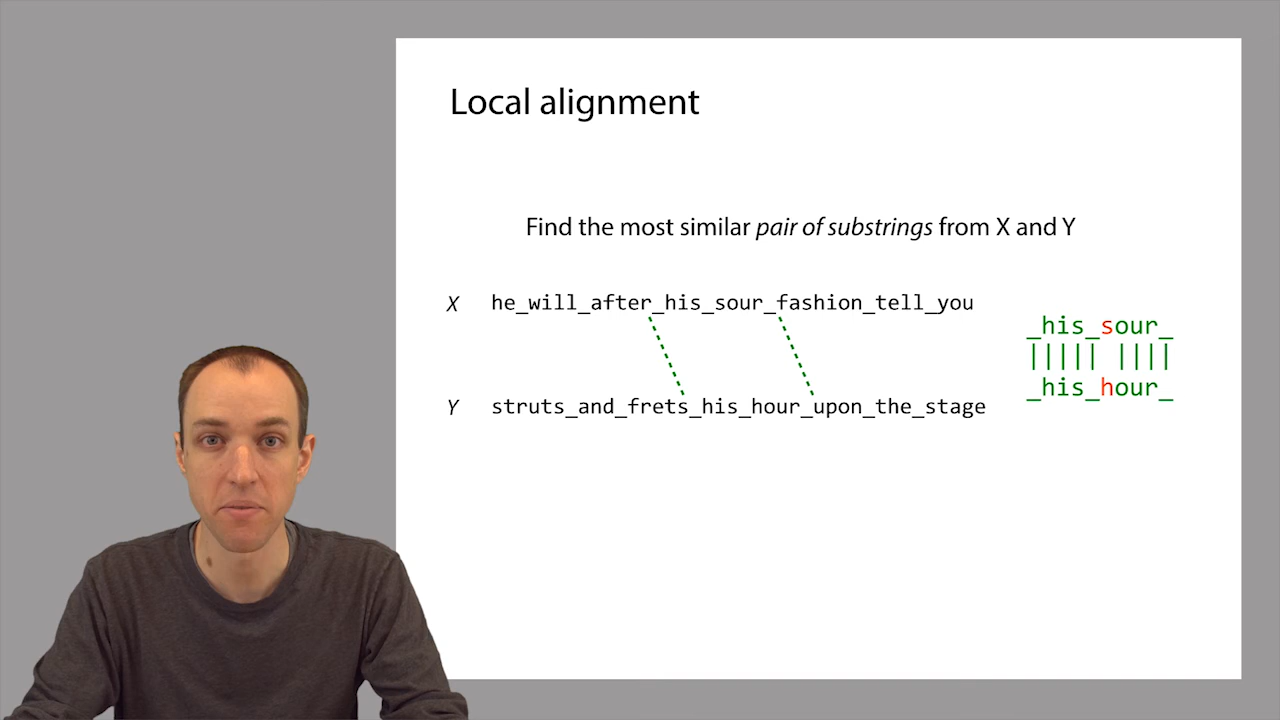 Local alignment
Find the most similar pair of substrings from X and Y
X he_will_after_his_sour_fashion_tell_you
_his_sour_
||||| ||||
_his_hour_
Y struts_and_frets_his_hour_upon_the_stage